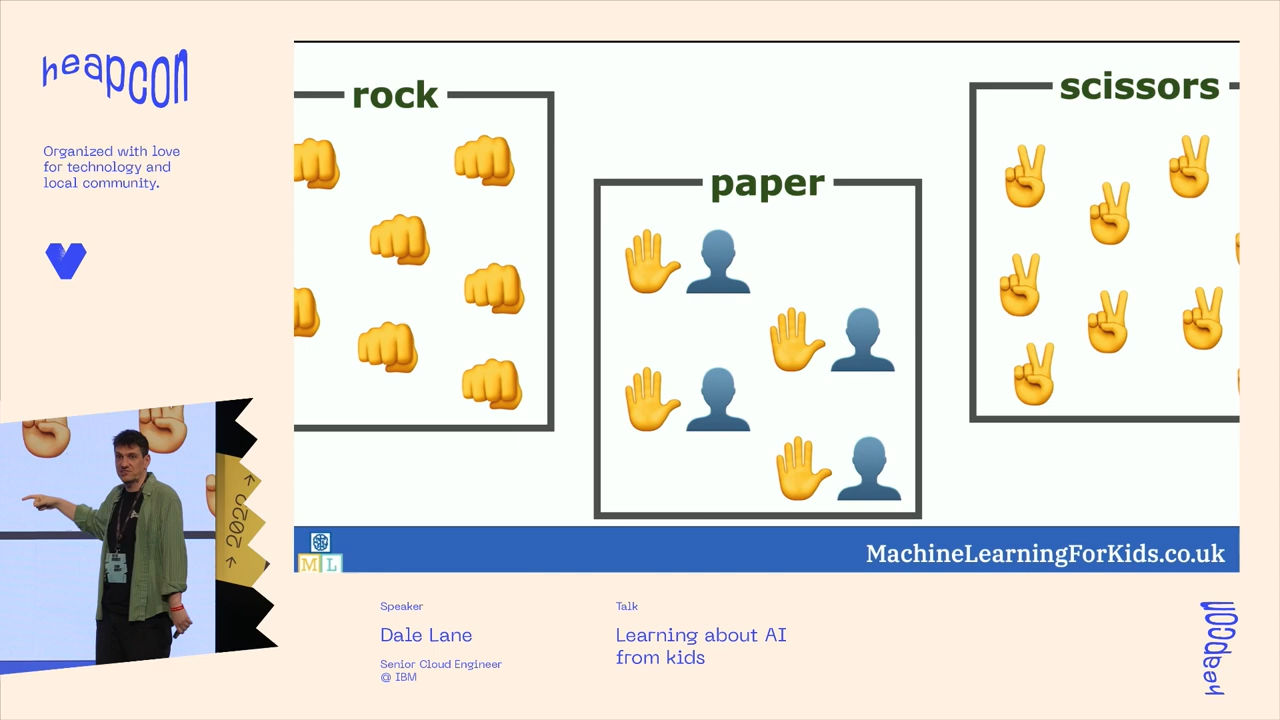 heapcon
Organized with love
for technology and
local community.
rock
paper
scissors
M L
MachineLearningForKids.co.uk
→ 2022 →
Speaker
Dale Lane
Senior Cloud Engineer
@ IBM
Talk
Learning about AI
from kids
heapcon